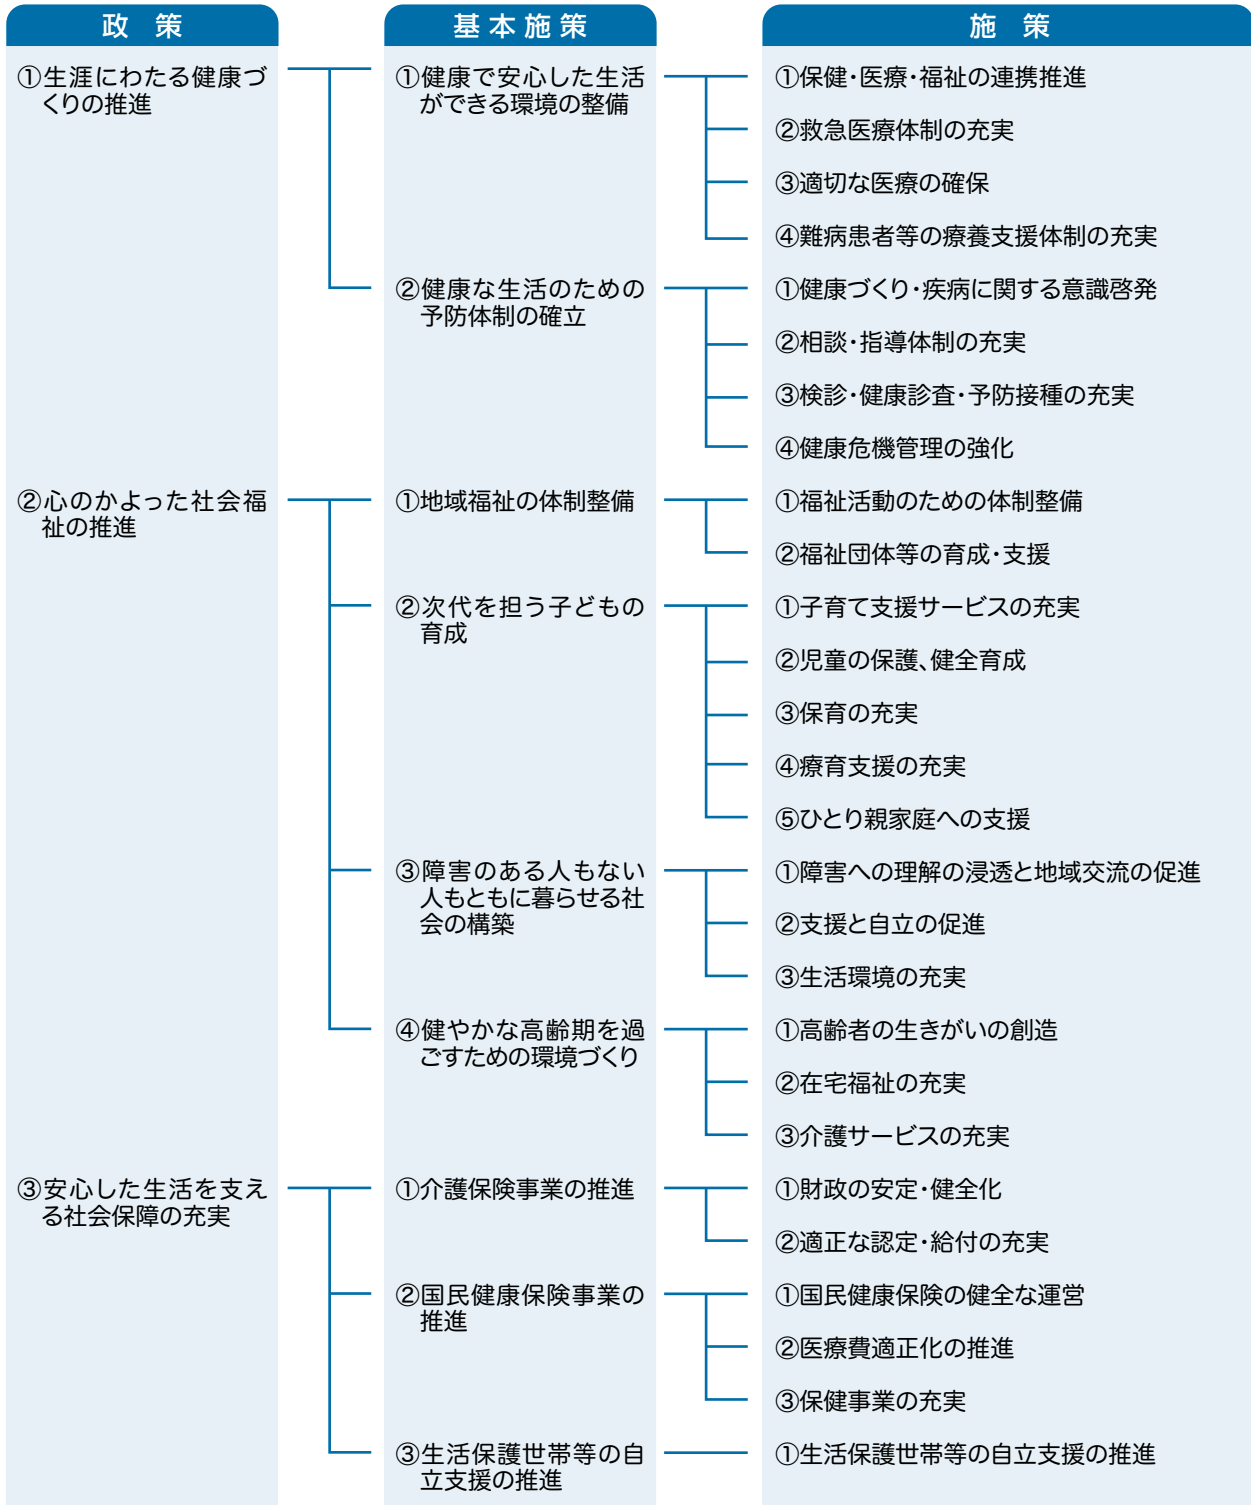 政策
基本施策
施策
①生涯にわたる健康づ
くりの推進
①健康で安心した生活
ができる環境の整備
①保健・医療・福祉の連携推進
②救急医療体制の充実
③適切な医療の確保
④難病患者等の療養支援体制の充実
②健康な生活のための
予防体制の確立
①健康づくり・疾病に関する意識啓発
②相談・指導体制の充実
③検診・健康診査・予防接種の充実
④健康危機管理の強化
②心のかよった社会福
祉の推進
①地域福祉の体制整備
①福祉活動のための体制整備
②福祉団体等の育成・支援
②次代を担う子どもの
育成
①子育て支援サービスの充実
②児童の保護、健全育成
③保育の充実
④療育支援の充実
⑤ひとり親家庭への支援
③障害のある人もない
人もともに暮らせる社
会の構築
①障害への理解の浸透と地域交流の促進
②支援と自立の促進
③生活環境の充実
④健やかな高齢期を過
ごすための環境づくり
①高齢者の生きがいの創造
②在宅福祉の充実
③介護サービスの充実
③安心した生活を支え
る社会保障の充実
①介護保険事業の推進
①財政の安定・健全化
②適正な認定・給付の充実
②国民健康保険事業の
推進
①国民健康保険の健全な運営
②医療費適正化の推進
③保健事業の充実
③生活保護世帯等の自
立支援の推進
①生活保護世帯等の自立支援の推進